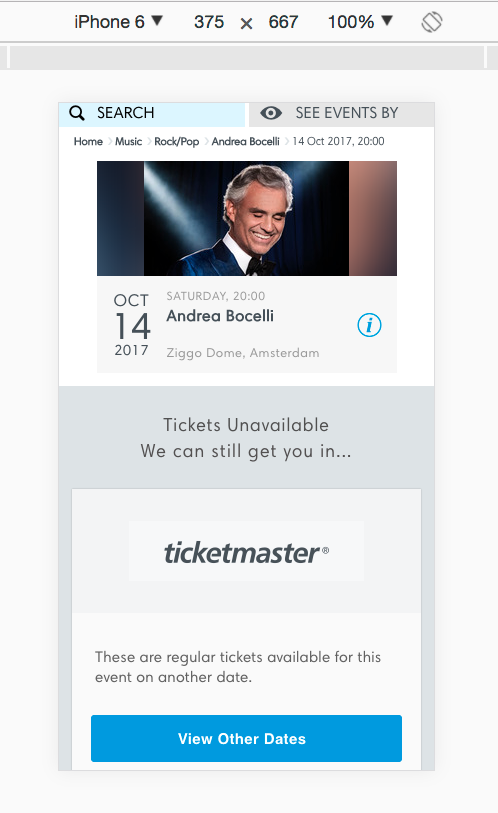 iPhone 6 ▼ 375 × 667 100% ▼
SEARCH SEE EVENTS BY
Home > Music > Rock/Pop > Andrea Bocelli > 14 Oct 2017, 20:00
OCT
14
2017
SATURDAY, 20:00
Andrea Bocelli
Ziggo Dome, Amsterdam
i
Tickets Unavailable
We can still get you in...
ticketmaster®
These are regular tickets available for this
event on another date.
View Other Dates